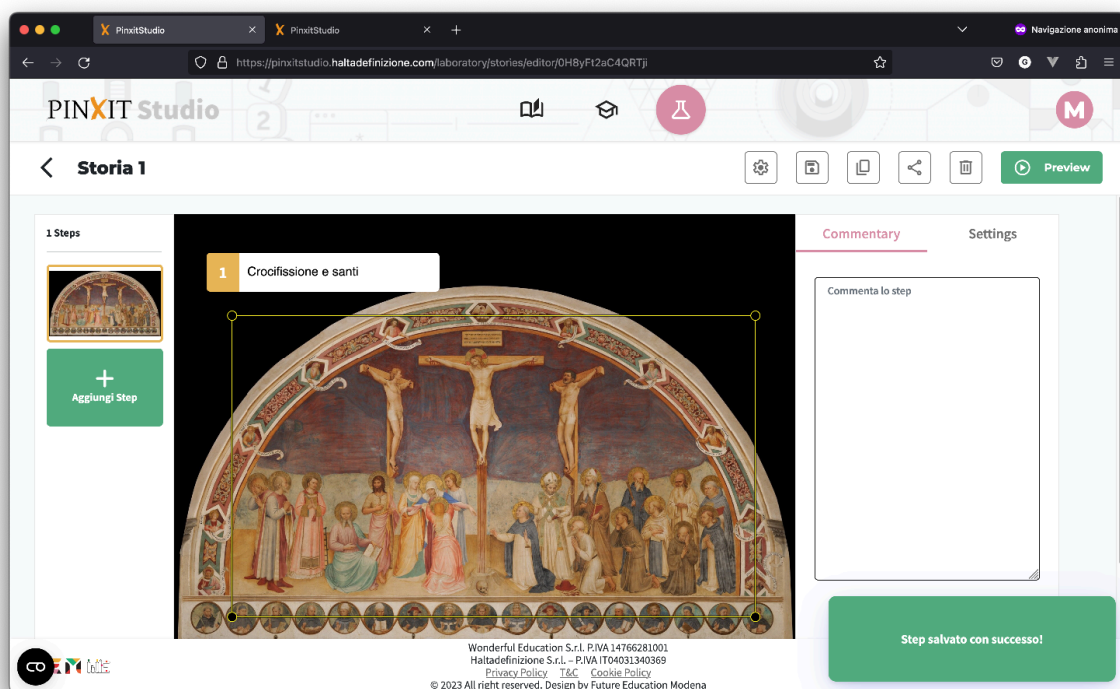 PinxitStudio
PinxitStudio
Navigazione anonima
https://pinxitstudio.haltadefinizione.com/laboratory/stories/editor/0H8yFt2aC4QRTji
G
PINXIT Studio
M
Storia 1
Preview
1 Steps
1
Crocifissione e santi
Commentary
Settings
Commenta lo step
Aggiungi Step
Step salvato con successo!
Wonderful Education S.r.l. P.IVA 14766281001
Haltadefinizione S.r.l. – P.IVA IT04031340369
Privacy Policy T&C Cookie Policy
© 2023 All right reserved. Design by Future Education Modena